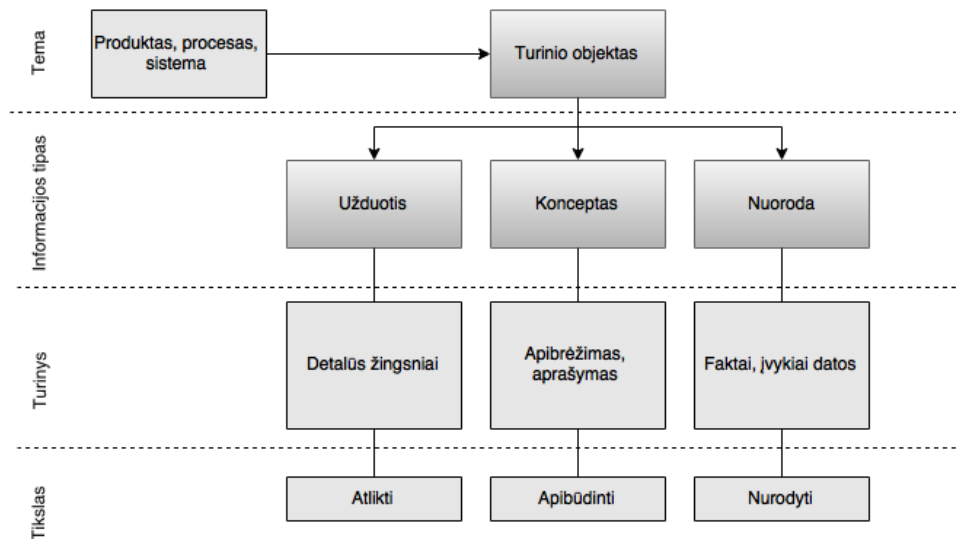 Tema
Produktas, procesas,
sistema
Turinio objektas
Informacijos tipas
Užduotis
Konceptas
Nuoroda
Turinys
Detalūs žingsniai
Apibrėžimas,
aprašymas
Faktai, įvykiai datos
Tikslas
Atlikti
Apibūdinti
Nurodyti